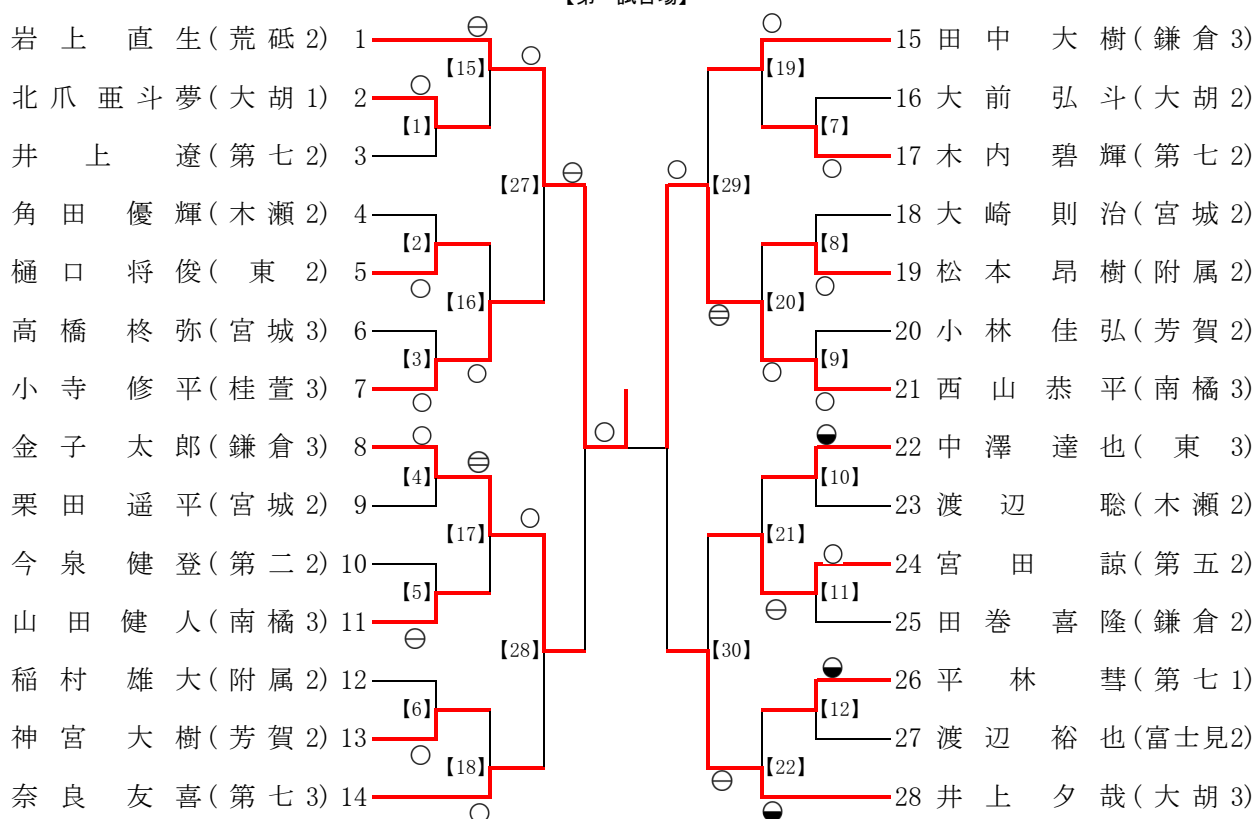 岩上直生(荒砥2) 1
北爪亜斗夢(大胡1) 2
井上遼(第七2) 3
角田優輝(木瀬2) 4
樋口将俊(東2) 5
高橋柊弥(宮城3) 6
小寺修平(桂萱3) 7
金子太郎(鎌倉3) 8
栗田遥平(宮城2) 9
今泉健登(第二2) 10
山田健人(南橘3) 11
稲村雄大(附属2) 12
神宮大樹(芳賀2) 13
奈良友喜(第七3) 14
【15】
【1】
【27】
【2】
【16】
【3】
【4】
【17】
【5】
【28】
【6】
【18】
【19】
【7】
【29】
【8】
【20】
【9】
【10】
【21】
【11】
【30】
【12】
【22】
15 田中大樹(鎌倉3)
16 大前弘斗(大胡2)
17 木内碧輝(第七2)
18 大崎則治(宮城2)
19 松本昂樹(附属2)
20 小林佳弘(芳賀2)
21 西山恭平(南橘3)
22 中澤達也(東3)
23 渡辺聡(木瀬2)
24 宮田諒(第五2)
25 田巻喜隆(鎌倉2)
26 平林彗(第七1)
27 渡辺裕也(富士見2)
28 井上夕哉(大胡3)